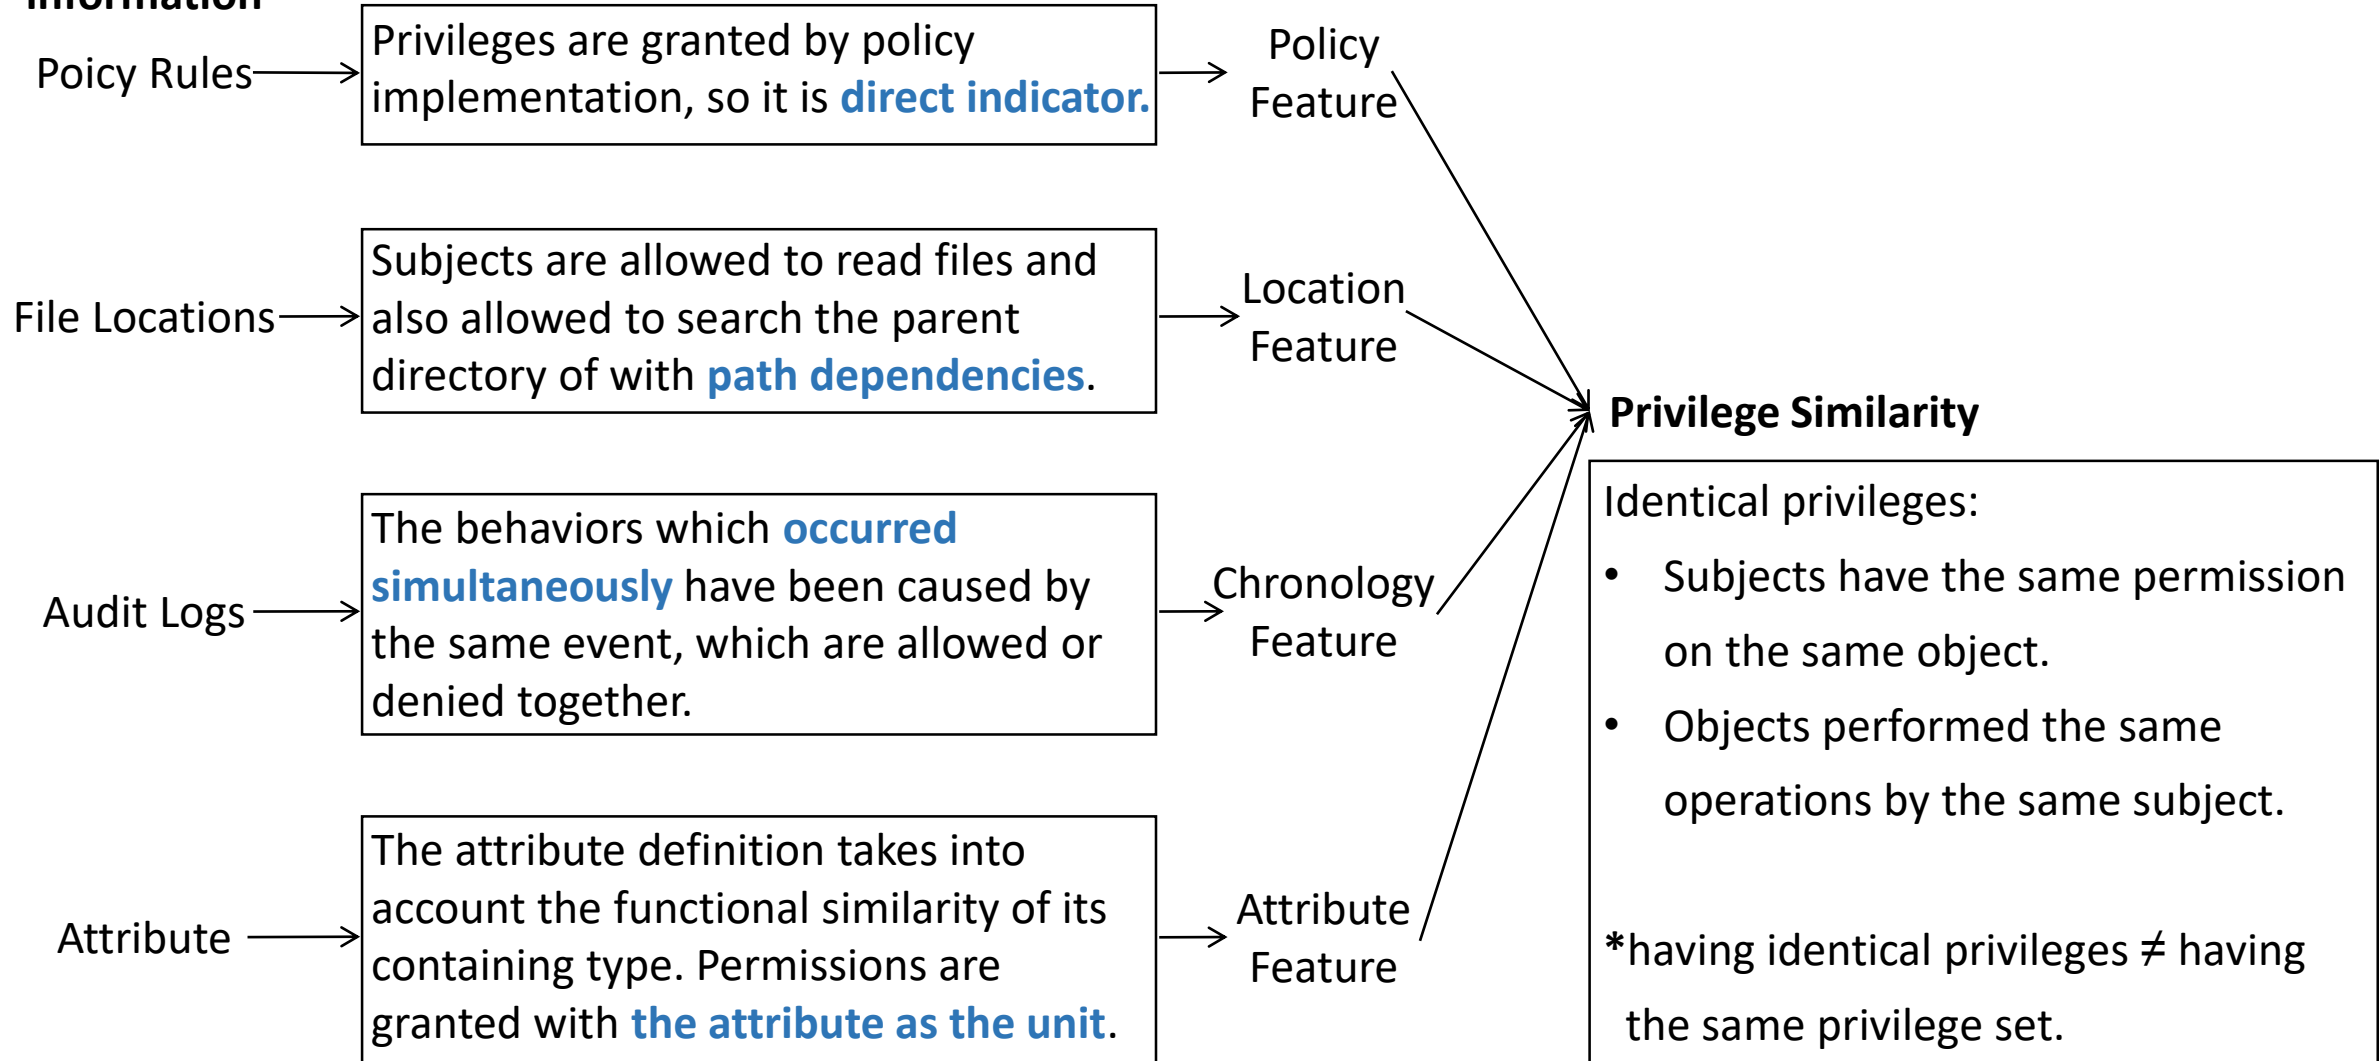 Information
Poicy Rules
Privileges are granted by policy
implementation, so it is direct indicator.
Policy
Feature
File Locations
Subjects are allowed to read files and
also allowed to search the parent
directory of with path dependencies.
Location
Feature
Audit Logs
The behaviors which occurred
simultaneously have been caused by
the same event, which are allowed or
denied together.
Chronology
Feature
Attribute
The attribute definition takes into
account the functional similarity of its
containing type. Permissions are
granted with the attribute as the unit.
Attribute
Feature
Privilege Similarity
Identical privileges:
• Subjects have the same permission
on the same object.
• Objects performed the same
operations by the same subject.
*having identical privileges ≠ having
the same privilege set.